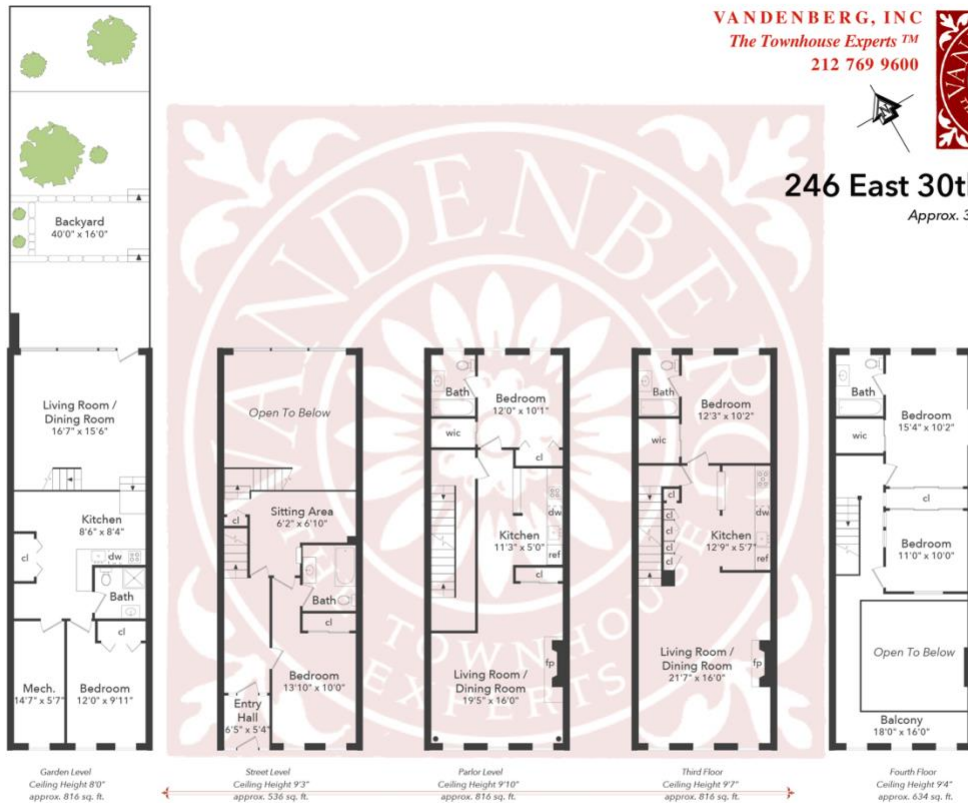 VANDENBERG, INC
The Townhouse Experts ™
212 769 9600
VAN
TH
246 East 30t
Approx. 3
VANDENBERG
TOWNHOUSE
EXPERTS
Backyard
40'0" x 16'0"
Living Room /
Dining Room
16'7" x 15'6"
Kitchen
8'6" x 8'4"
cl
dw
Bath
cl
Mech.
14'7" x 5'7"
Bedroom
12'0" x 9'11"
Garden Level
Ceiling Height 8'0"
approx. 816 sq. ft.
Open To Below
Sitting Area
6'2" x 6'10"
cl
Bath
cl
Bedroom
13'10" x 10'0"
Entry
Hall
6'5" x 5'4"
Street Level
Ceiling Height 9'3"
approx. 536 sq. ft.
Bath
Bedroom
12'0" x 10'1"
wic
cl
Kitchen
11'3" x 5'0"
dw
ref
cl
Living Room /
Dining Room
19'5" x 16'0"
fp
Parlor Level
Ceiling Height 9'10"
approx. 816 sq. ft.
Bath
Bedroom
12'3" x 10'2"
wic
cl
cl
cl
cl
Kitchen
12'9" x 5'7"
dw
ref
Living Room /
Dining Room
21'7" x 16'0"
fp
Third Floor
Ceiling Height 9'7"
approx. 816 sq. ft.
Bath
Bedroom
15'4" x 10'2"
wic
cl
Bedroom
11'0" x 10'0"
Open To Below
Balcony
18'0" x 16'0"
Fourth Floor
Ceiling Height 9'4"
approx. 634 sq. ft.